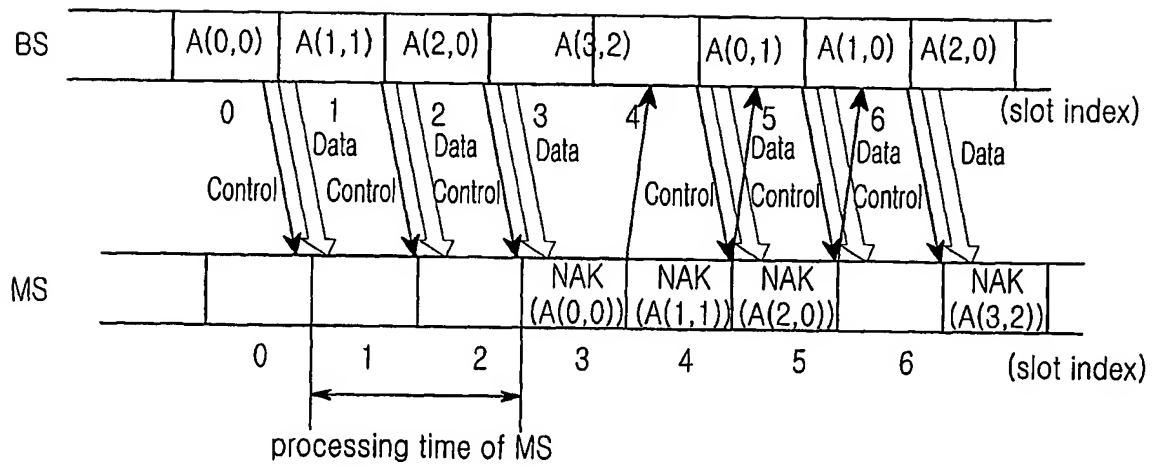 BS A(0,0) A(1,1) A(2,0) A(3,2) A(0,1) A(1,0) A(2,0)
0 1 2 3 4 5 6 (slot index)
Data Data Data Data Data Data
Control Control Control Control Control Control
MS NAK (A(0,0)) NAK (A(1,1)) NAK (A(2,0)) NAK (A(3,2))
0 1 2 3 4 5 6 (slot index)
processing time of MS